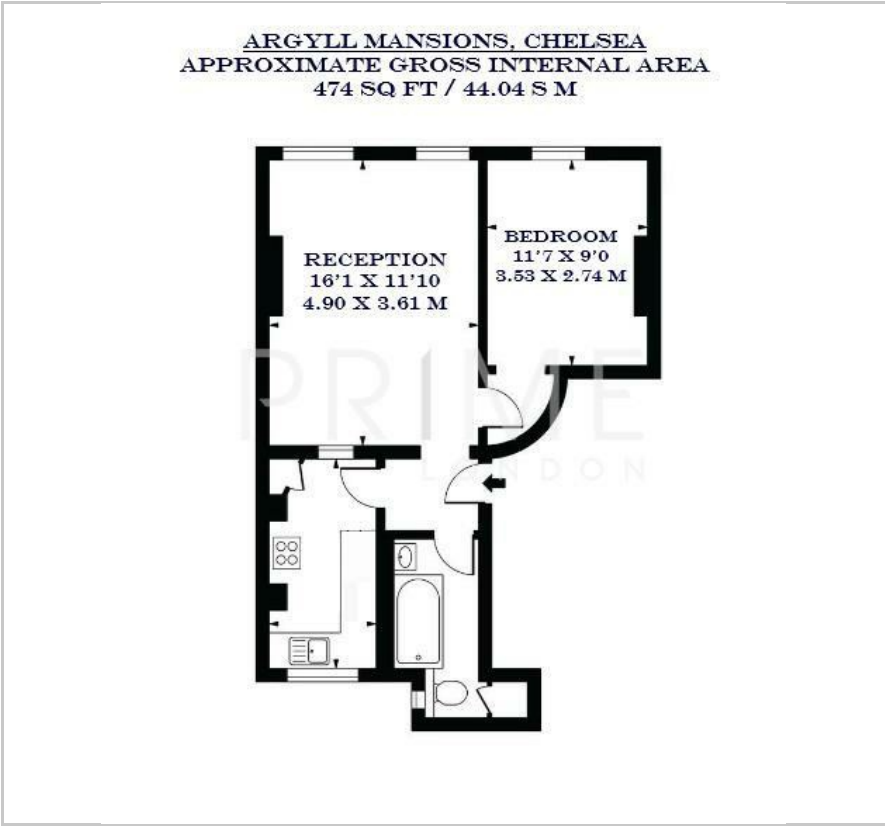 ARGYLL MANSIONS, CHELSEA
APPROXIMATE GROSS INTERNAL AREA
474 SQ FT / 44.04 S M
RECEPTION
16'1 X 11'10
4.90 X 3.61 M
BEDROOM
11'7 X 9'0
3.53 X 2.74 M
PRIME
LONDON